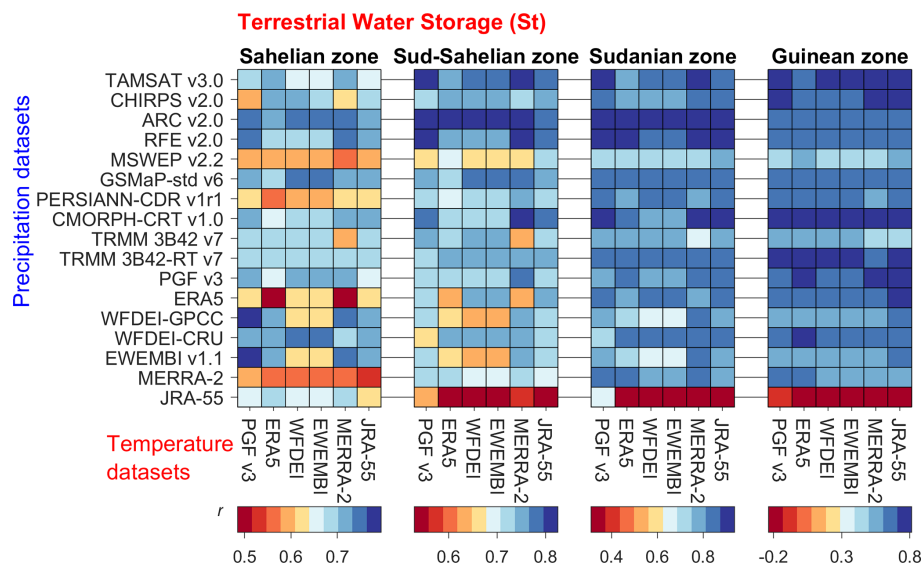 Terrestrial Water Storage (St)
Sahelian zone Sud-Sahelian zone Sudanian zone Guinean zone
Precipitation datasets
TAMSAT v3.0
CHIRPS v2.0
ARC v2.0
RFE v2.0
MSWEP v2.2
GSMaP-std v6
PERSIANN-CDR v1r1
CMORPH-CRT v1.0
TRMM 3B42 v7
TRMM 3B42-RT v7
PGF v3
ERA5
WFDEI-GPCC
WFDEI-CRU
EWEMBI v1.1
MERRA-2
JRA-55
Temperature
datasets
PGF v3
ERA5
WFDEI
EWEMBI
MERRA-2
JRA-55
PGF v3
ERA5
WFDEI
EWEMBI
MERRA-2
JRA-55
PGF v3
ERA5
WFDEI
EWEMBI
MERRA-2
JRA-55
PGF v3
ERA5
WFDEI
EWEMBI
MERRA-2
JRA-55
r
0.5 0.6 0.7
0.6 0.7 0.8
0.4 0.6 0.8
-0.2 0.3 0.8